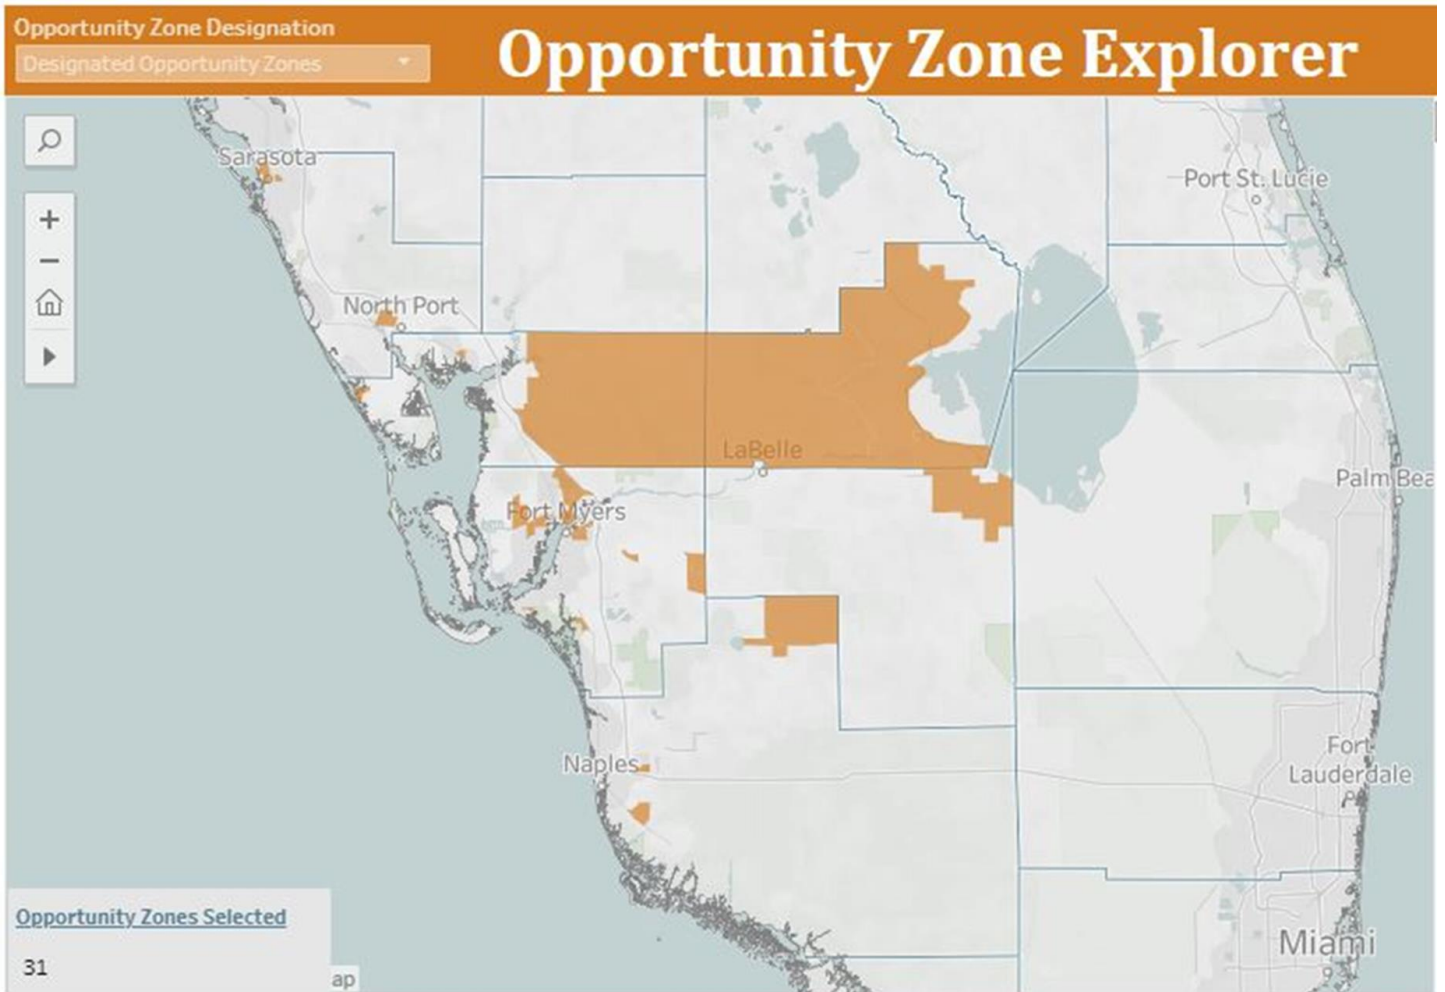 Opportunity Zone Designation
Designated Opportunity Zones
Opportunity Zone Explorer
Sarasota
Port St. Lucie
North Port
LaBelle
Palm Bea
Fort Myers
Naples
Fort
Lauderdale
Miami
Opportunity Zones Selected
31
ap